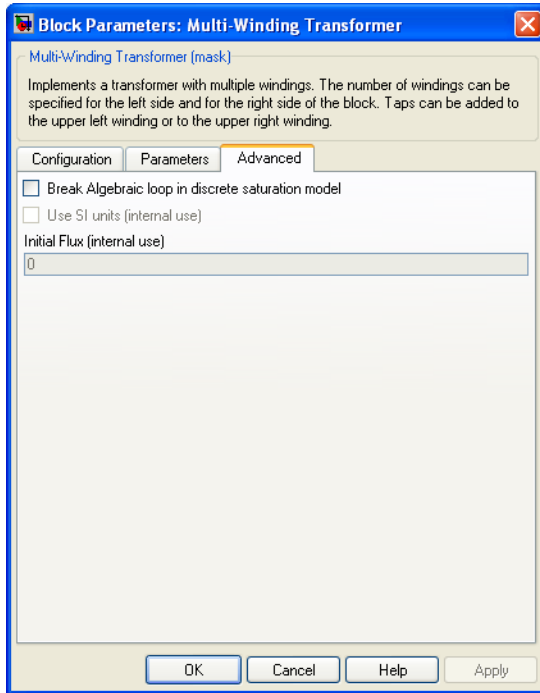 Block Parameters: Multi-Winding Transformer
Multi-Winding Transformer (mask)
Implements a transformer with multiple windings. The number of windings can be
specified for the left side and for the right side of the block. Taps can be added to
the upper left winding or to the upper right winding.
Configuration Parameters Advanced
Break Algebraic loop in discrete saturation model
Use SI units (internal use)
Initial Flux (internal use)
0
OK Cancel Help Apply